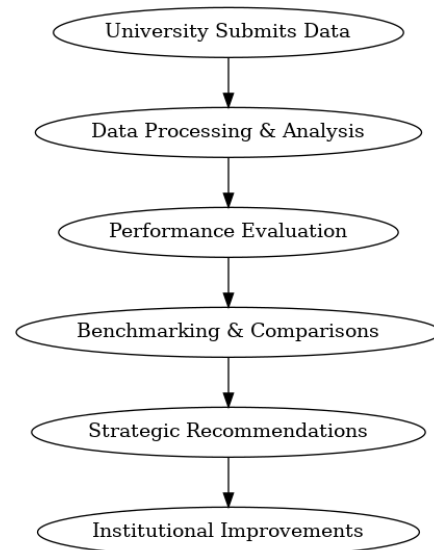 University Submits Data
Data Processing & Analysis
Performance Evaluation
Benchmarking & Comparisons
Strategic Recommendations
Institutional Improvements